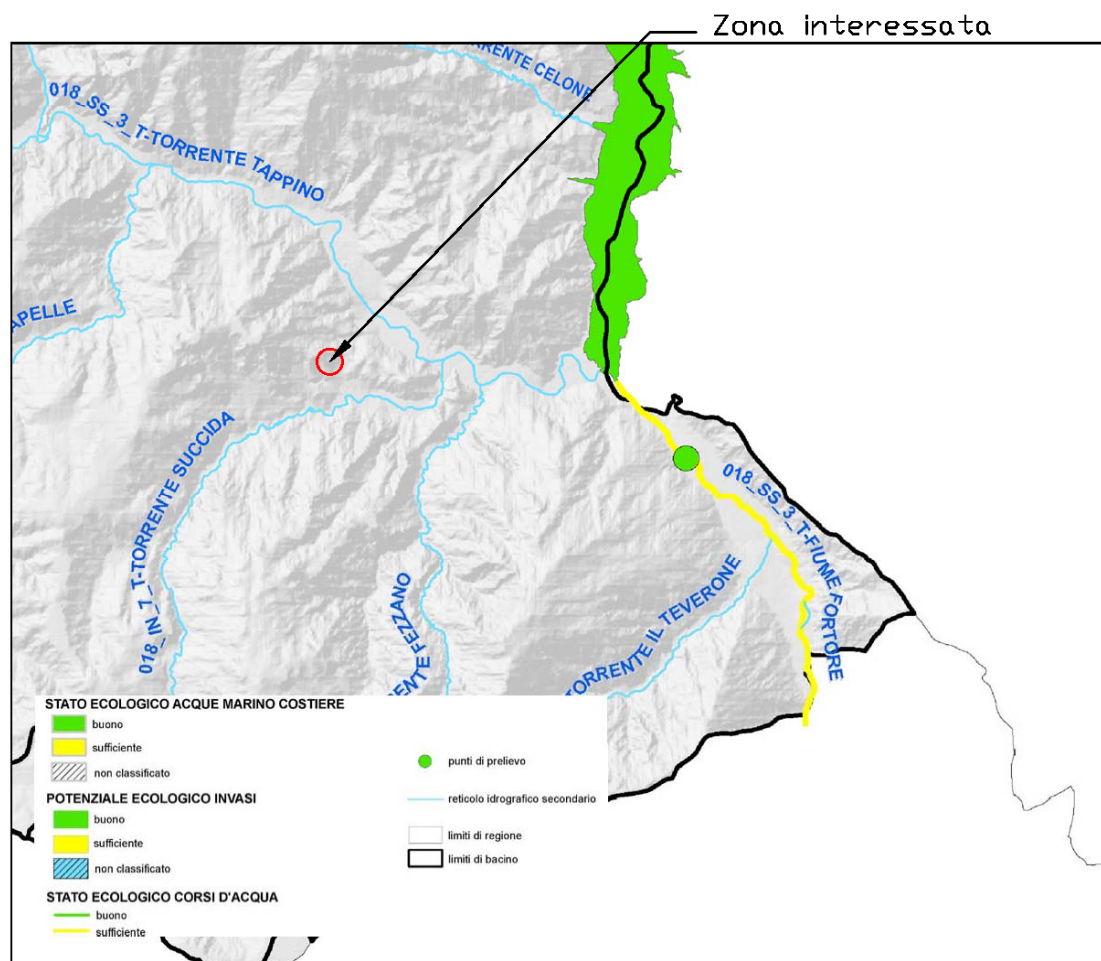 Zona interessata
RRENTE CELONE
018_SS_3_T-TORRENTE TAPPINO
APELLE
018_IN_7_T-TORRENTE SUCCIDA
018_SS_3_T-FIUME FORTORE
ENTE FEZZANO
TORRENTE IL TEVERONE
STATO ECOLOGICO ACQUE MARINO COSTIERE
buono
sufficiente
non classificato
POTENZIALE ECOLOGICO INVASI
buono
sufficiente
non classificato
STATO ECOLOGICO CORSI D'ACQUA
buono
sufficiente
punti di prelievo
reticolo idrografico secondario
limiti di regione
limiti di bacino